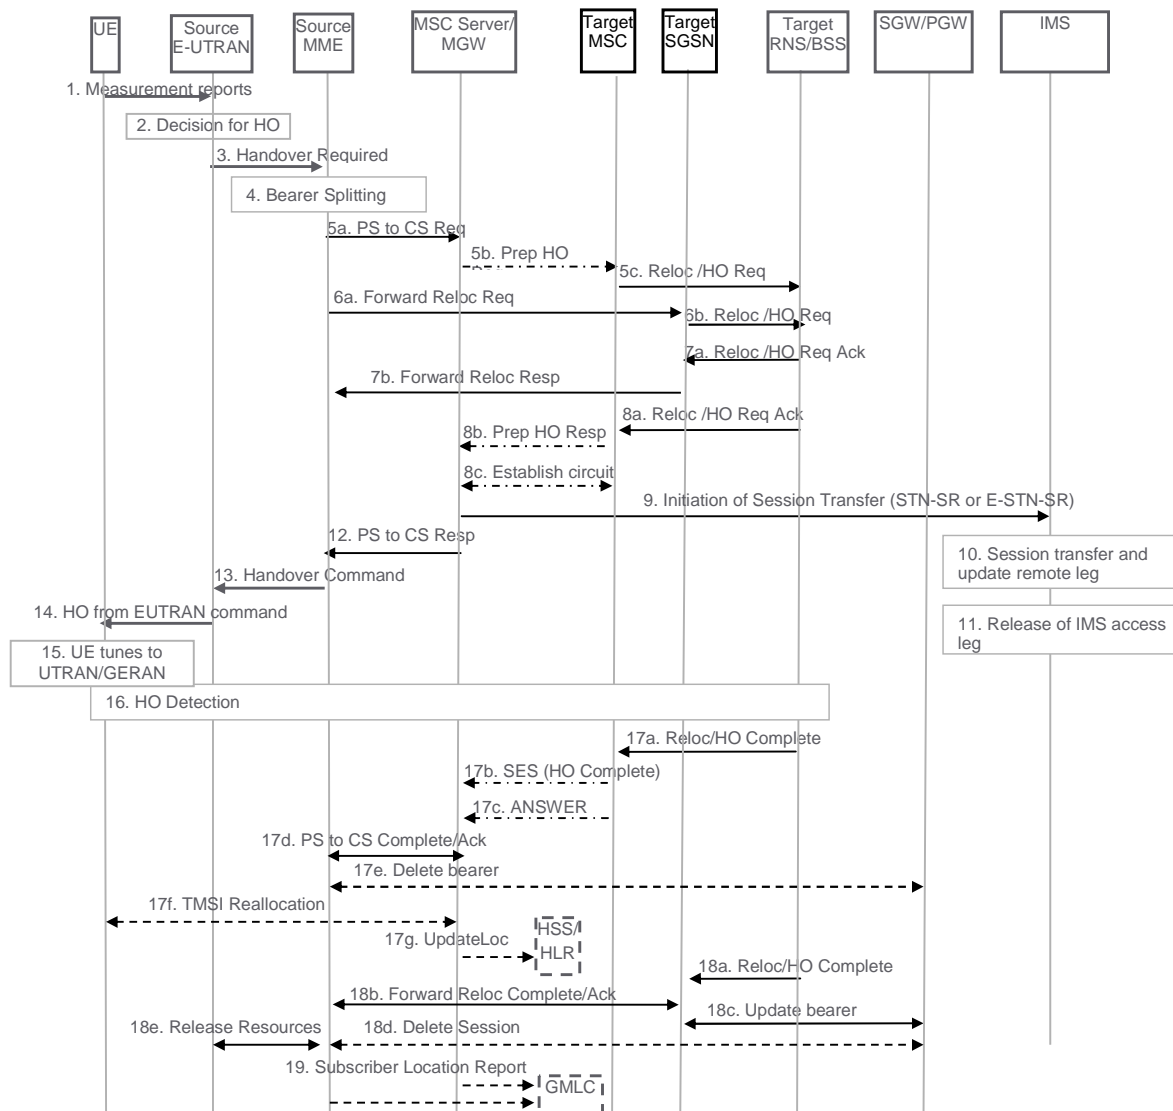 UE
Source
E-UTRAN
Source
MME
MSC Server/
MGW
Target
MSC
Target
SGSN
Target
RNS/BSS
SGW/PGW
IMS
1. Measurement reports
2. Decision for HO
3. Handover Required
4. Bearer Splitting
5a. PS to CS Req
5b. Prep HO
5c. Reloc /HO Req
6a. Forward Reloc Req
6b. Reloc /HO Req
7a. Reloc /HO Req Ack
7b. Forward Reloc Resp
8a. Reloc /HO Req Ack
8b. Prep HO Resp
8c. Establish circuit
9. Initiation of Session Transfer (STN-SR or E-STN-SR)
12. PS to CS Resp
10. Session transfer and
update remote leg
13. Handover Command
14. HO from EUTRAN command
11. Release of IMS access
leg
15. UE tunes to
UTRAN/GERAN
16. HO Detection
17a. Reloc/HO Complete
17b. SES (HO Complete)
17c. ANSWER
17d. PS to CS Complete/Ack
17e. Delete bearer
17f. TMSI Reallocation
17g. UpdateLoc
HSS/
HLR
18a. Reloc/HO Complete
18b. Forward Reloc Complete/Ack
18c. Update bearer
18e. Release Resources
18d. Delete Session
19. Subscriber Location Report
GMLC